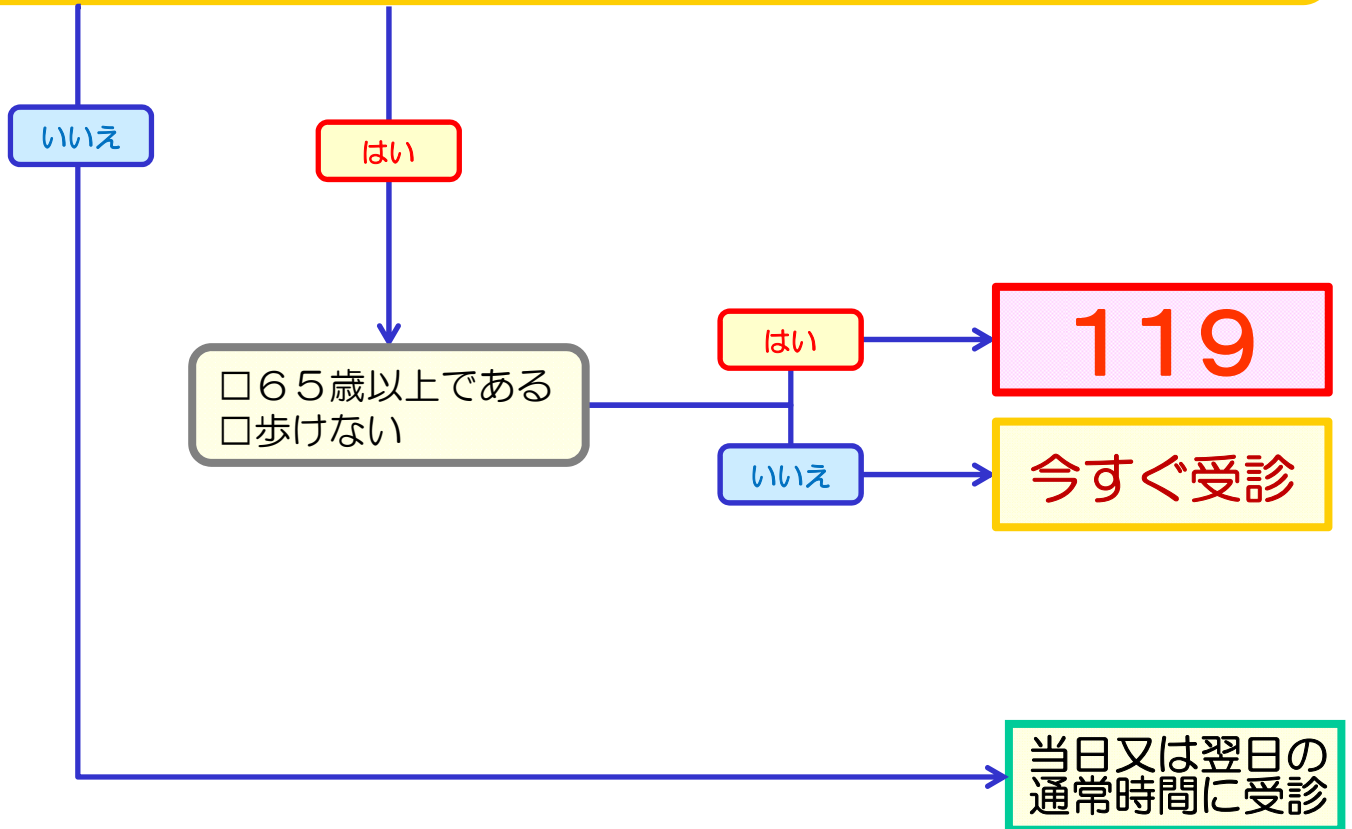 いいえ
はい
はい
119
□65歳以上である
□歩けない
いいえ
今すぐ受診
当日又は翌日の
通常時間に受診